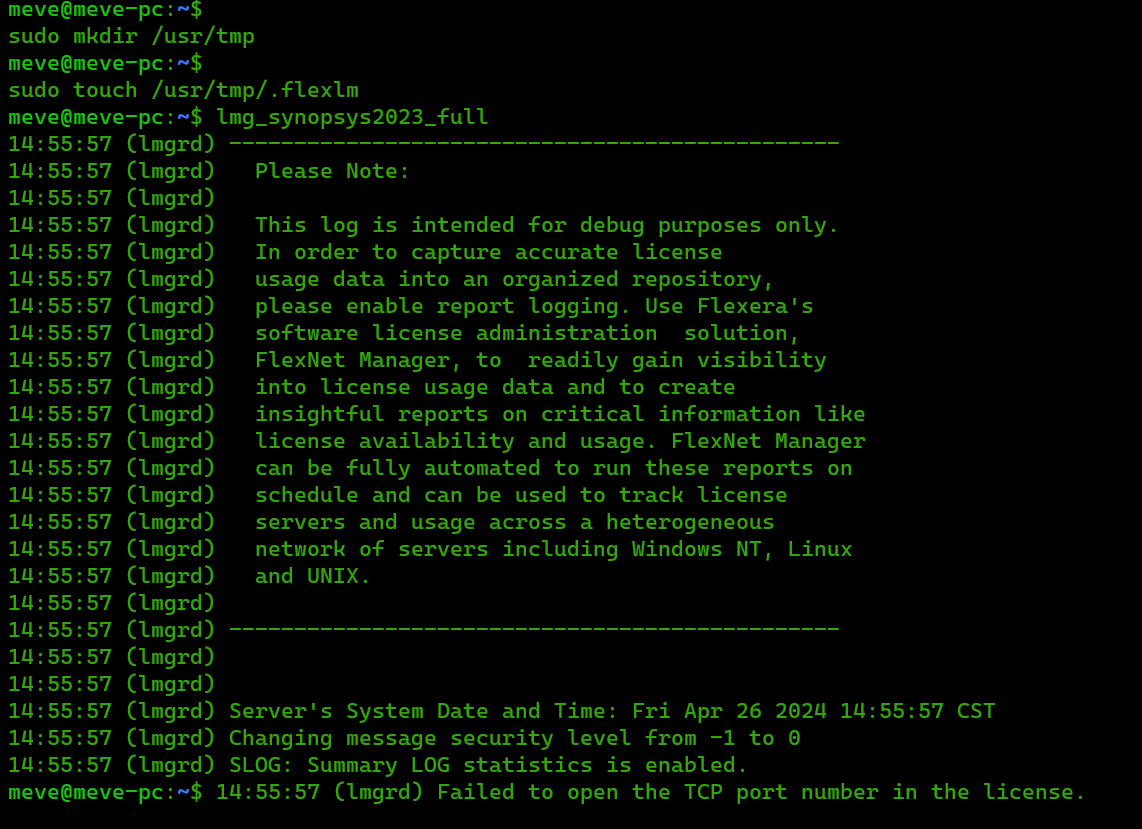 meve@meve-pc:~$
sudo mkdir /usr/tmp
meve@meve-pc:~$
sudo touch /usr/tmp/.flexlm
meve@meve-pc:~$ lmg_synopsys2023_full
14:55:57 (lmgrd) -----------------------------------------------
14:55:57 (lmgrd)   Please Note:
14:55:57 (lmgrd)
14:55:57 (lmgrd)   This log is intended for debug purposes only.
14:55:57 (lmgrd)   In order to capture accurate license
14:55:57 (lmgrd)   usage data into an organized repository,
14:55:57 (lmgrd)   please enable report logging. Use Flexera's
14:55:57 (lmgrd)   software license administration  solution,
14:55:57 (lmgrd)   FlexNet Manager, to  readily gain visibility
14:55:57 (lmgrd)   into license usage data and to create
14:55:57 (lmgrd)   insightful reports on critical information like
14:55:57 (lmgrd)   license availability and usage. FlexNet Manager
14:55:57 (lmgrd)   can be fully automated to run these reports on
14:55:57 (lmgrd)   schedule and can be used to track license
14:55:57 (lmgrd)   servers and usage across a heterogeneous
14:55:57 (lmgrd)   network of servers including Windows NT, Linux
14:55:57 (lmgrd)   and UNIX.
14:55:57 (lmgrd)
14:55:57 (lmgrd) -----------------------------------------------
14:55:57 (lmgrd)
14:55:57 (lmgrd)
14:55:57 (lmgrd) Server's System Date and Time: Fri Apr 26 2024 14:55:57 CST
14:55:57 (lmgrd) Changing message security level from -1 to 0
14:55:57 (lmgrd) SLOG: Summary LOG statistics is enabled.
meve@meve-pc:~$ 14:55:57 (lmgrd) Failed to open the TCP port number in the license.